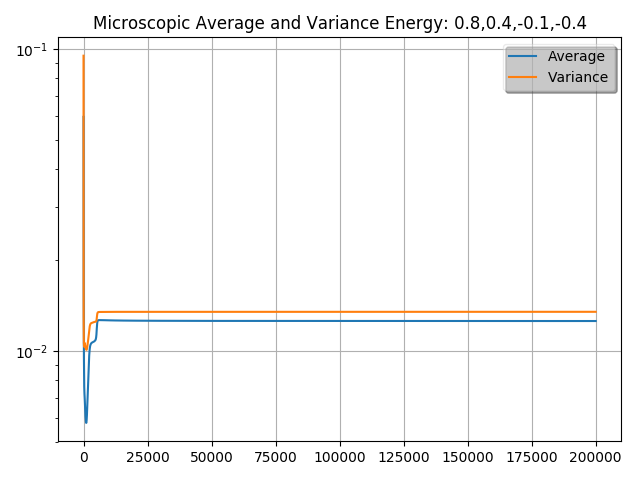 Microscopic Average and Variance Energy: 0.8,0.4,-0.1,-0.4
10⁻¹
Average
Variance
10⁻²
0 25000 50000 75000 100000 125000 150000 175000 200000